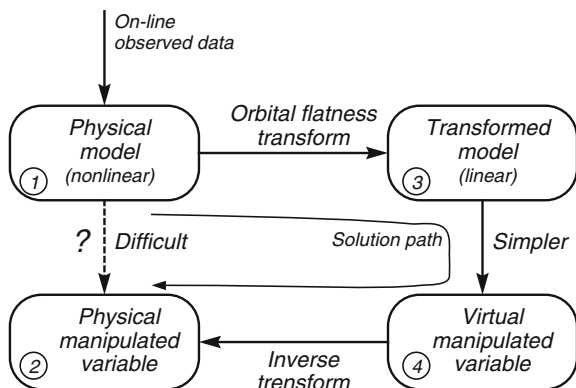 On-line
observed data
Physical
model
(nonlinear)
1
Orbital flatness
transform
Transformed
model
(linear)
3
?
Difficult
Solution path
Simpler
Physical
manipulated
variable
2
Inverse
trensform
Virtual
manipulated
variable
4